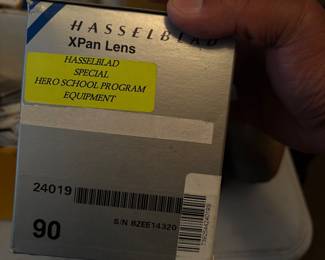 HASSELBLAD
XPan Lens
HASSELBLAD
SPECIAL
HERO SCHOOL PROGRAM
EQUIPMENT
24019
S/N 8ZEE14320
90